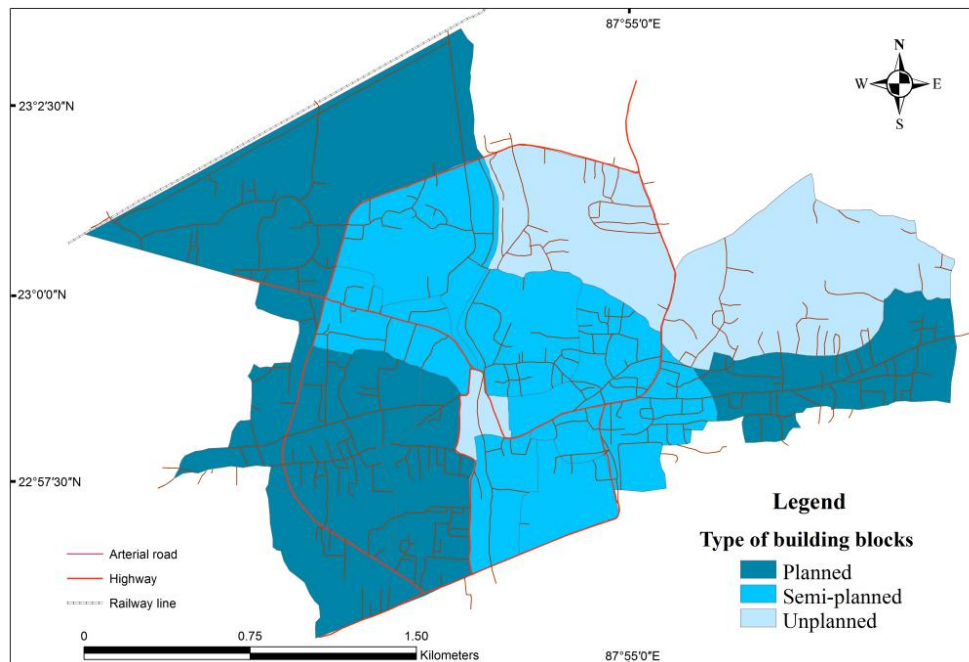 87°55'0"E
N
W E
S
23°2'30"N
23°0'0"N
22°57'30"N
Legend
Type of building blocks
Planned
Semi-planned
Unplanned
Arterial road
Highway
Railway line
0 0.75 1.50
Kilometers
87°55'0"E